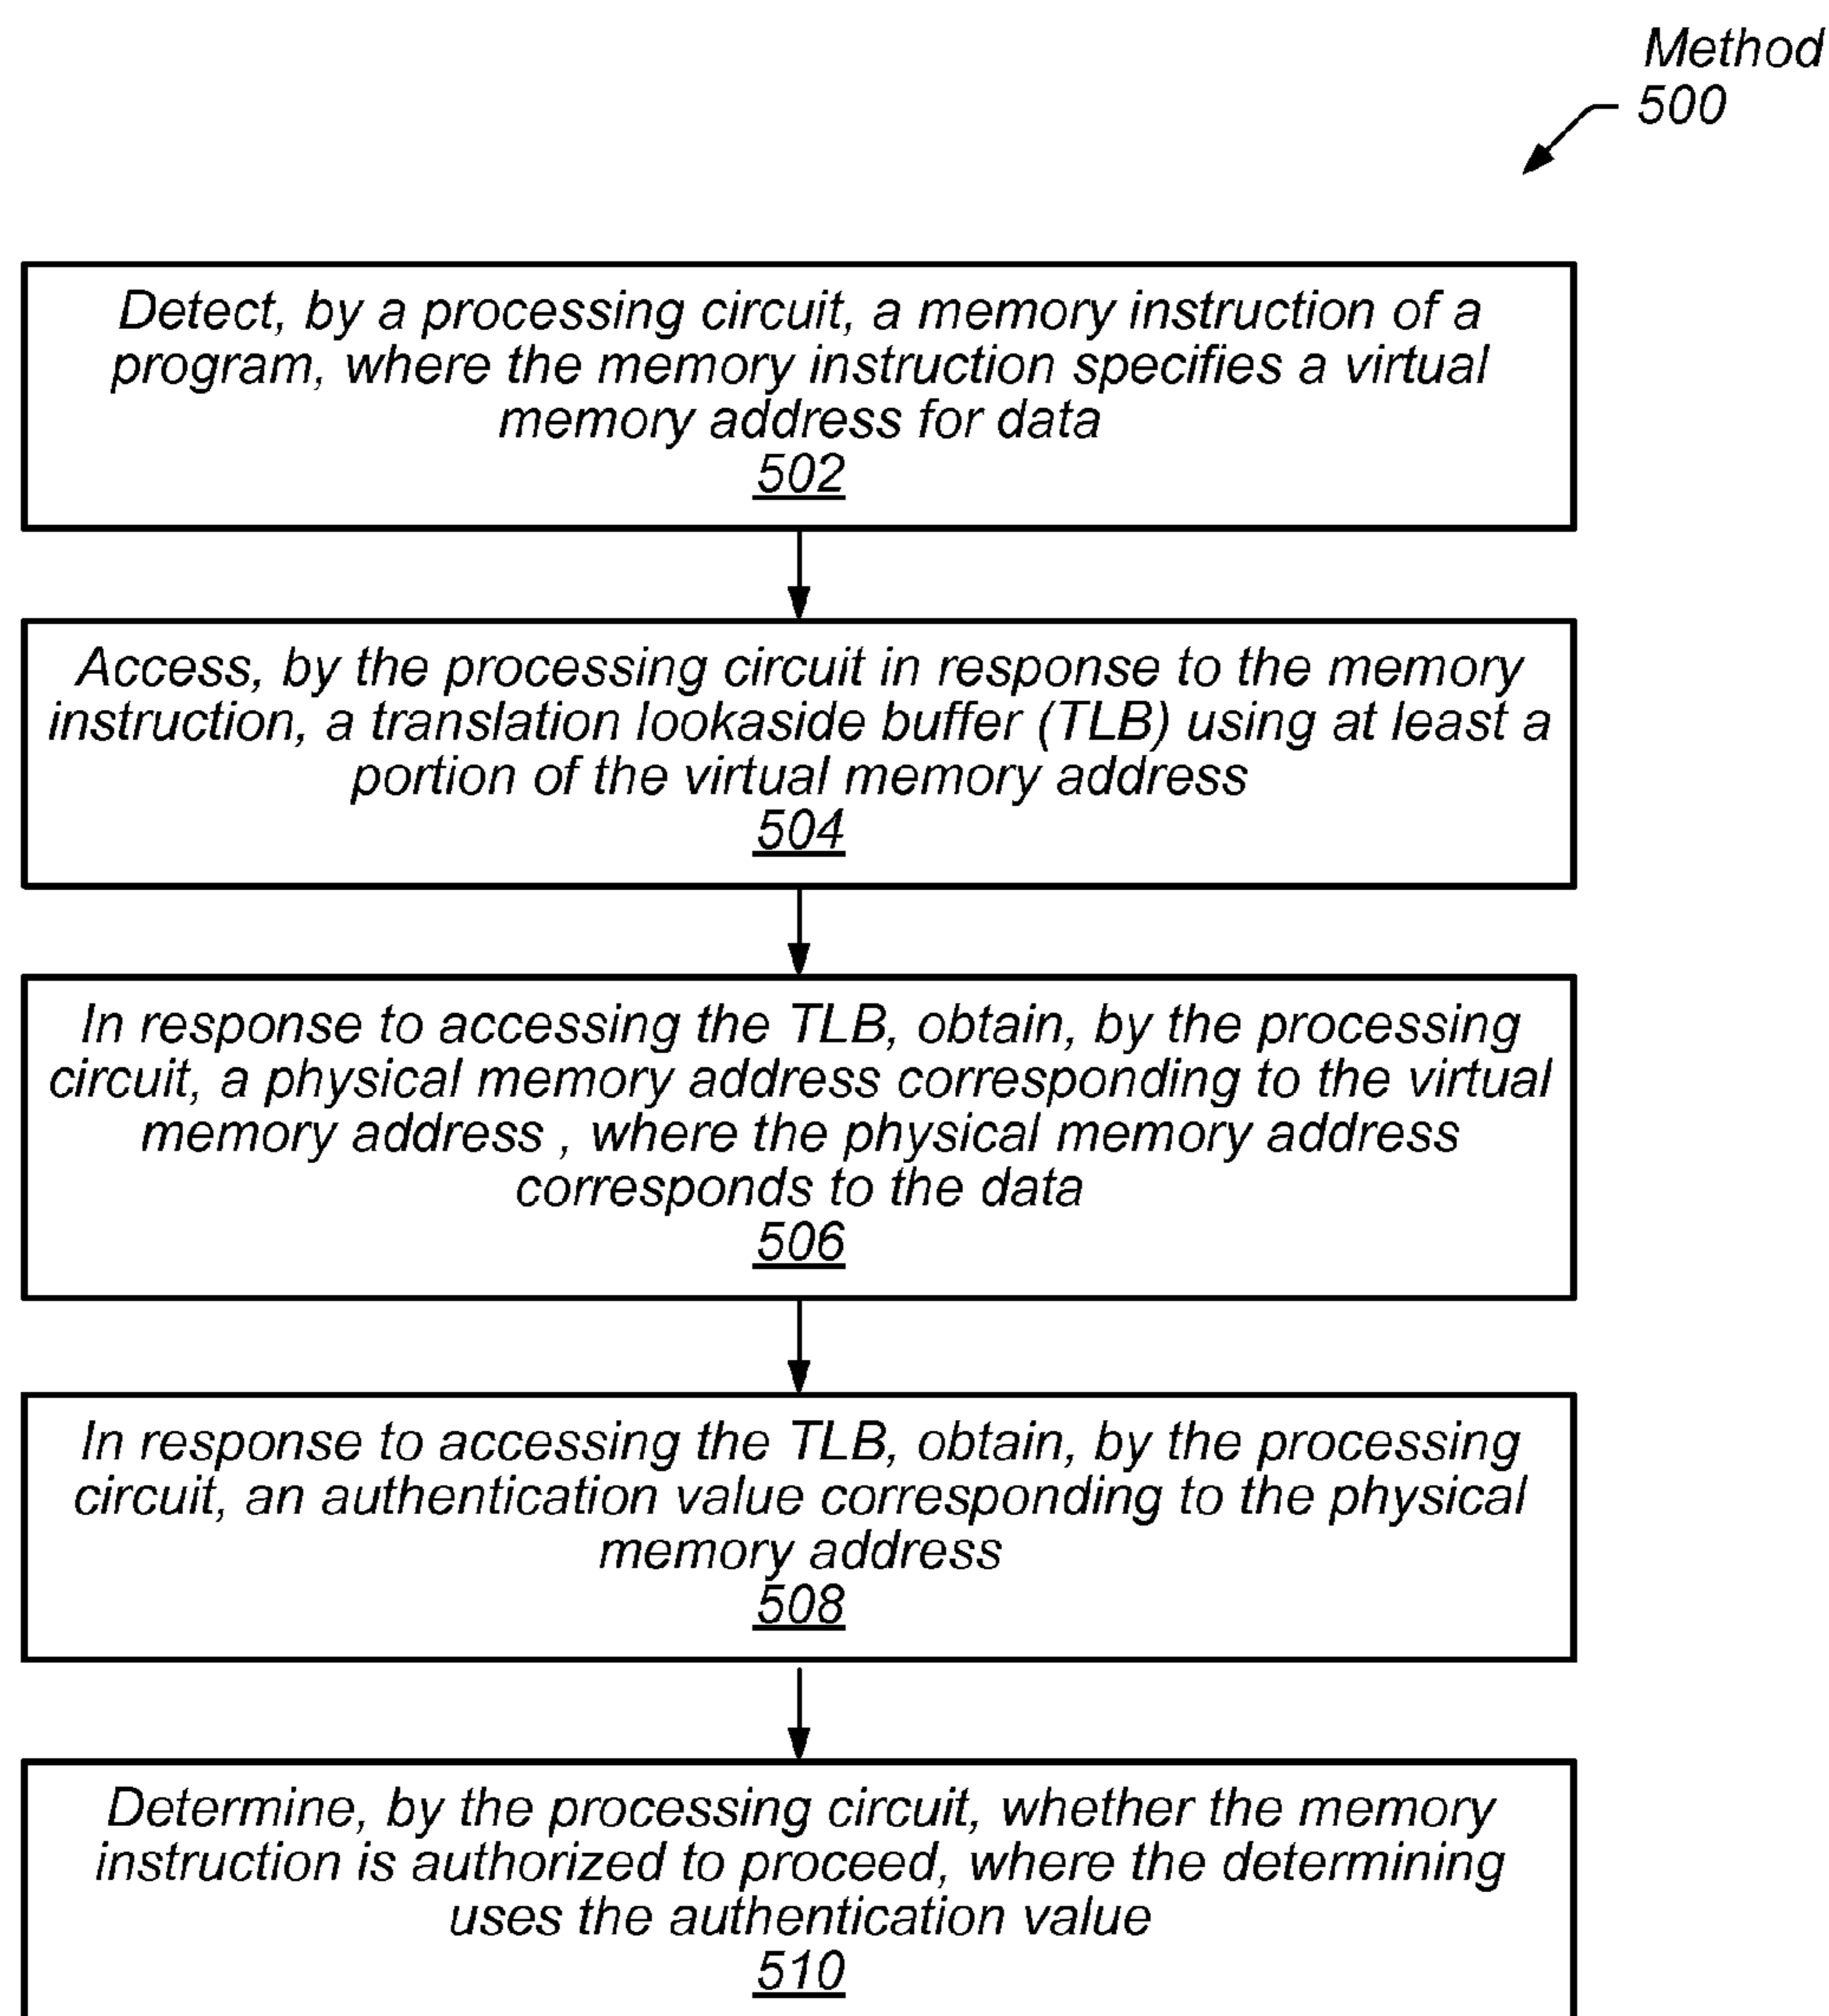 Method
500
Detect, by a processing circuit, a memory instruction of a
program, where the memory instruction specifies a virtual
memory address for data
502
Access, by the processing circuit in response to the memory
instruction, a translation lookaside buffer (TLB) using at least a
portion of the virtual memory address
504
In response to accessing the TLB, obtain, by the processing
circuit, a physical memory address corresponding to the virtual
memory address , where the physical memory address
corresponds to the data
506
In response to accessing the TLB, obtain, by the processing
circuit, an authentication value corresponding to the physical
memory address
508
Determine, by the processing circuit, whether the memory
instruction is authorized to proceed, where the determining
uses the authentication value
510